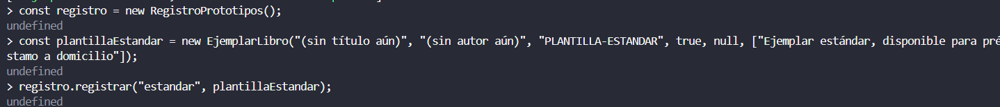 > const registro = new RegistroPrototipos();
undefined
> const plantillaEstandar = new EjemplarLibro("(sin título aún)", "(sin autor aún)", "PLANTILLA-ESTANDAR", true, null, ["Ejemplar estándar, disponible para pré
stamo a domicilio"]);
undefined
> registro.registrar("estandar", plantillaEstandar);
undefined